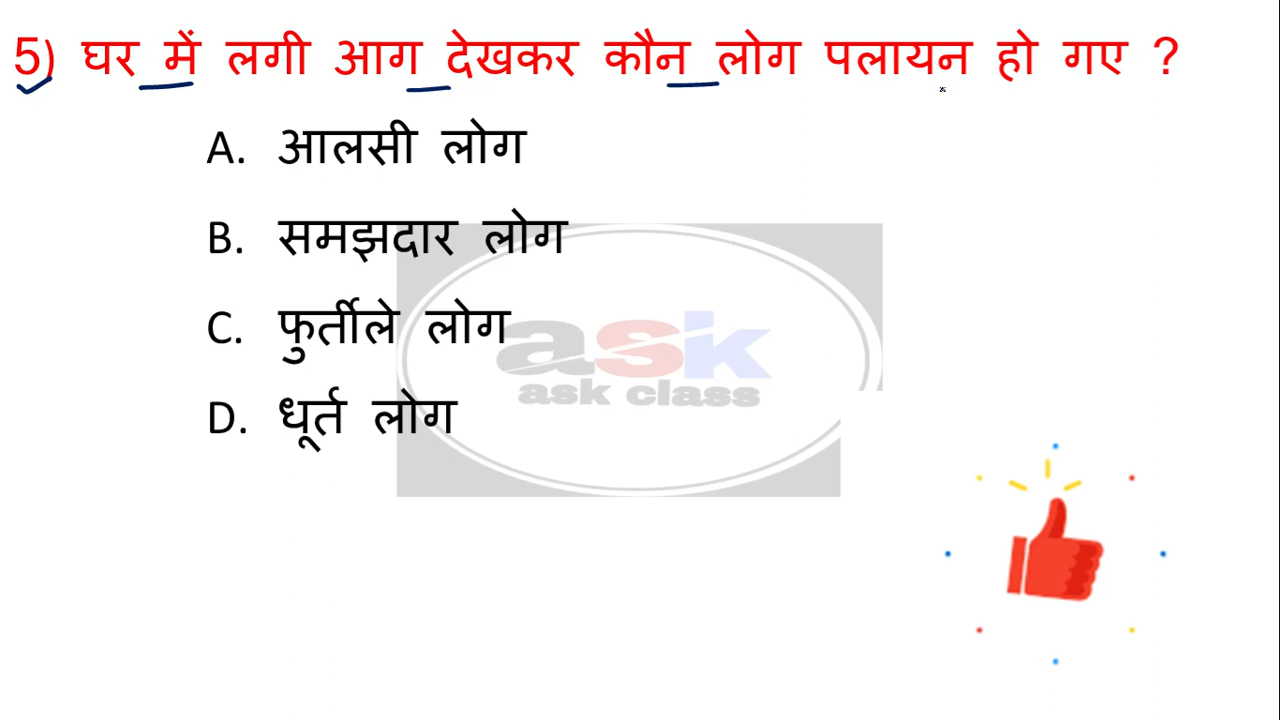 5) घर में लगी आग देखकर कौन लोग पलायन हो गए ?
A. आलसी लोग
B. समझदार लोग
C. फुर्तीले लोग
D. धूर्त लोग
ask
ask class